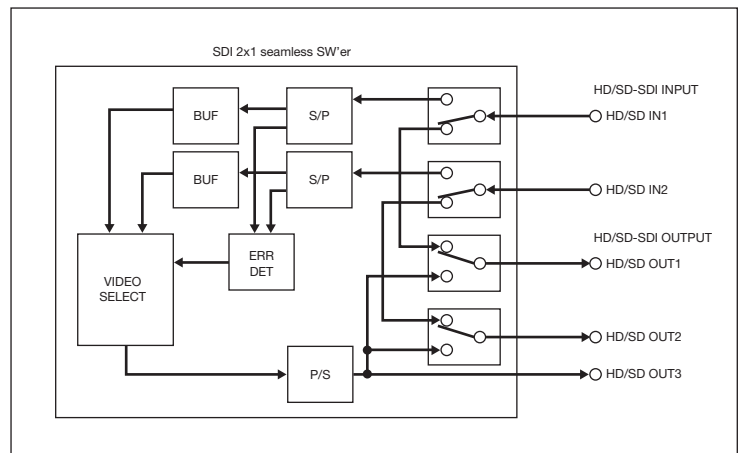 SDI 2x1 seamless SW'er
HD/SD-SDI INPUT
BUF
S/P
HD/SD IN1
BUF
S/P
HD/SD IN2
HD/SD-SDI OUTPUT
VIDEO
SELECT
ERR
DET
HD/SD OUT1
HD/SD OUT2
P/S
HD/SD OUT3